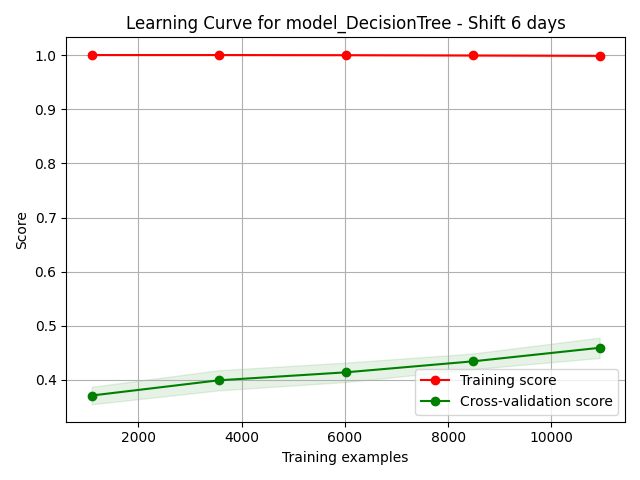 Learning Curve for model_DecisionTree - Shift 6 days
Score
1.0
0.9
0.8
0.7
0.6
0.5
0.4
Training score
Cross-validation score
2000 4000 6000 8000 10000
Training examples